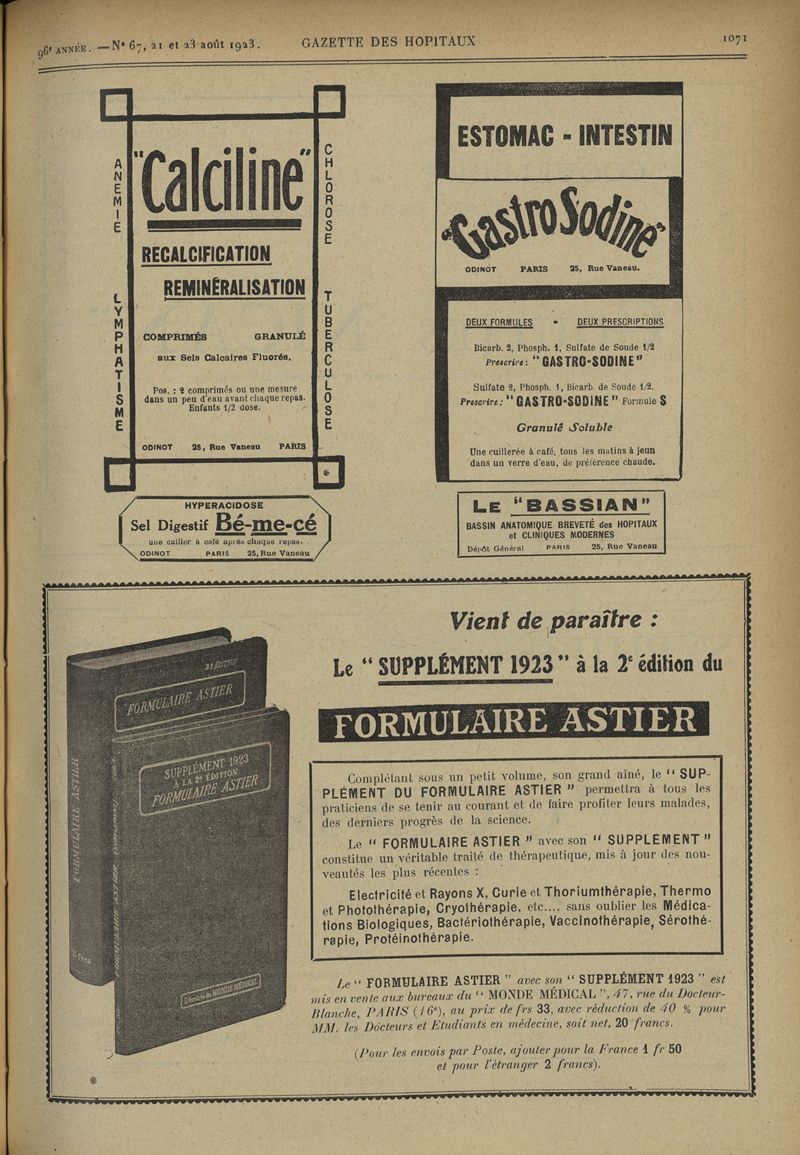 96e ANNÉE. — N° 67, 21 et 23 août 1923.
GAZETTE DES HOPITAUX
1071
ANEMIE
LYMPHATISME
"Calciline"
RECALCIFICATION
REMINÉRALISATION
COMPRIMÉS GRANULÉ
aux Sels Calcaires Fluorés.
Pos. : 2 comprimés ou une mesure
dans un peu d'eau avant chaque repas.
Enfants 1/2 dose.
ODINOT 25, Rue Vaneau PARIS
CHLOROSE
TUBERCULOSE
HYPERACIDOSE
Sel Digestif Bé-me-cé
une cuiller à café après chaque repas.
ODINOT PARIS 25, Rue Vaneau
ESTOMAC - INTESTIN
"GastroSodine"
ODINOT PARIS 25, Rue Vaneau.
DEUX FORMULES - DEUX PRESCRIPTIONS
Bicarb. 2, Phosph. 1, Sulfate de Soude 1/2
Prescrire : "GASTRO-SODINE"
Sulfate 2, Phosph. 1, Bicarb. de Soude 1/2.
Prescrire : "GASTRO-SODINE" Formule S
Granulé Soluble
Une cuillerée à café, tous les matins à jeun
dans un verre d'eau, de préférence chaude.
LE "BASSIAN"
BASSIN ANATOMIQUE BREVETÉ des HOPITAUX
et CLINIQUES MODERNES
Dépôt Général PARIS 25, Rue Vaneau
Vient de paraître :
Le "SUPPLÉMENT 1923" à la 2e édition du
FORMULAIRE ASTIER
2e ÉDITION
FORMULAIRE ASTIER
FORMULAIRE ASTIER
SUPPLÉMENT 1923
À LA 2e ÉDITION
FORMULAIRE ASTIER
Librairie du MONDE MÉDICAL
Complétant sous un petit volume, son grand aîné, le "SUP-
PLÉMENT DU FORMULAIRE ASTIER" permettra à tous les
praticiens de se tenir au courant et de faire profiter leurs malades,
des derniers progrès de la science.
Le "FORMULAIRE ASTIER" avec son "SUPPLEMENT"
constitue un véritable traité de thérapeutique, mis à jour des nou-
veautés les plus récentes :
Electricité et Rayons X, Curie et Thoriumthérapie, Thermo
et Photothérapie, Cryothérapie, etc..., sans oublier les Médica-
tions Biologiques, Bactériothérapie, Vaccinothérapie, Sérothé-
rapie, Protéinothérapie.
Le "FORMULAIRE ASTIER" avec son "SUPPLÉMENT 1923" est
mis en vente aux bureaux du "MONDE MÉDICAL", 47, rue du Docteur-
Blanche, PARIS (16e), au prix de frs 33, avec réduction de 40 % pour
MM. les Docteurs et Etudiants en médecine, soit net, 20 francs.
(Pour les envois par Poste, ajouter pour la France 1 fr 50
et pour l'étranger 2 francs).